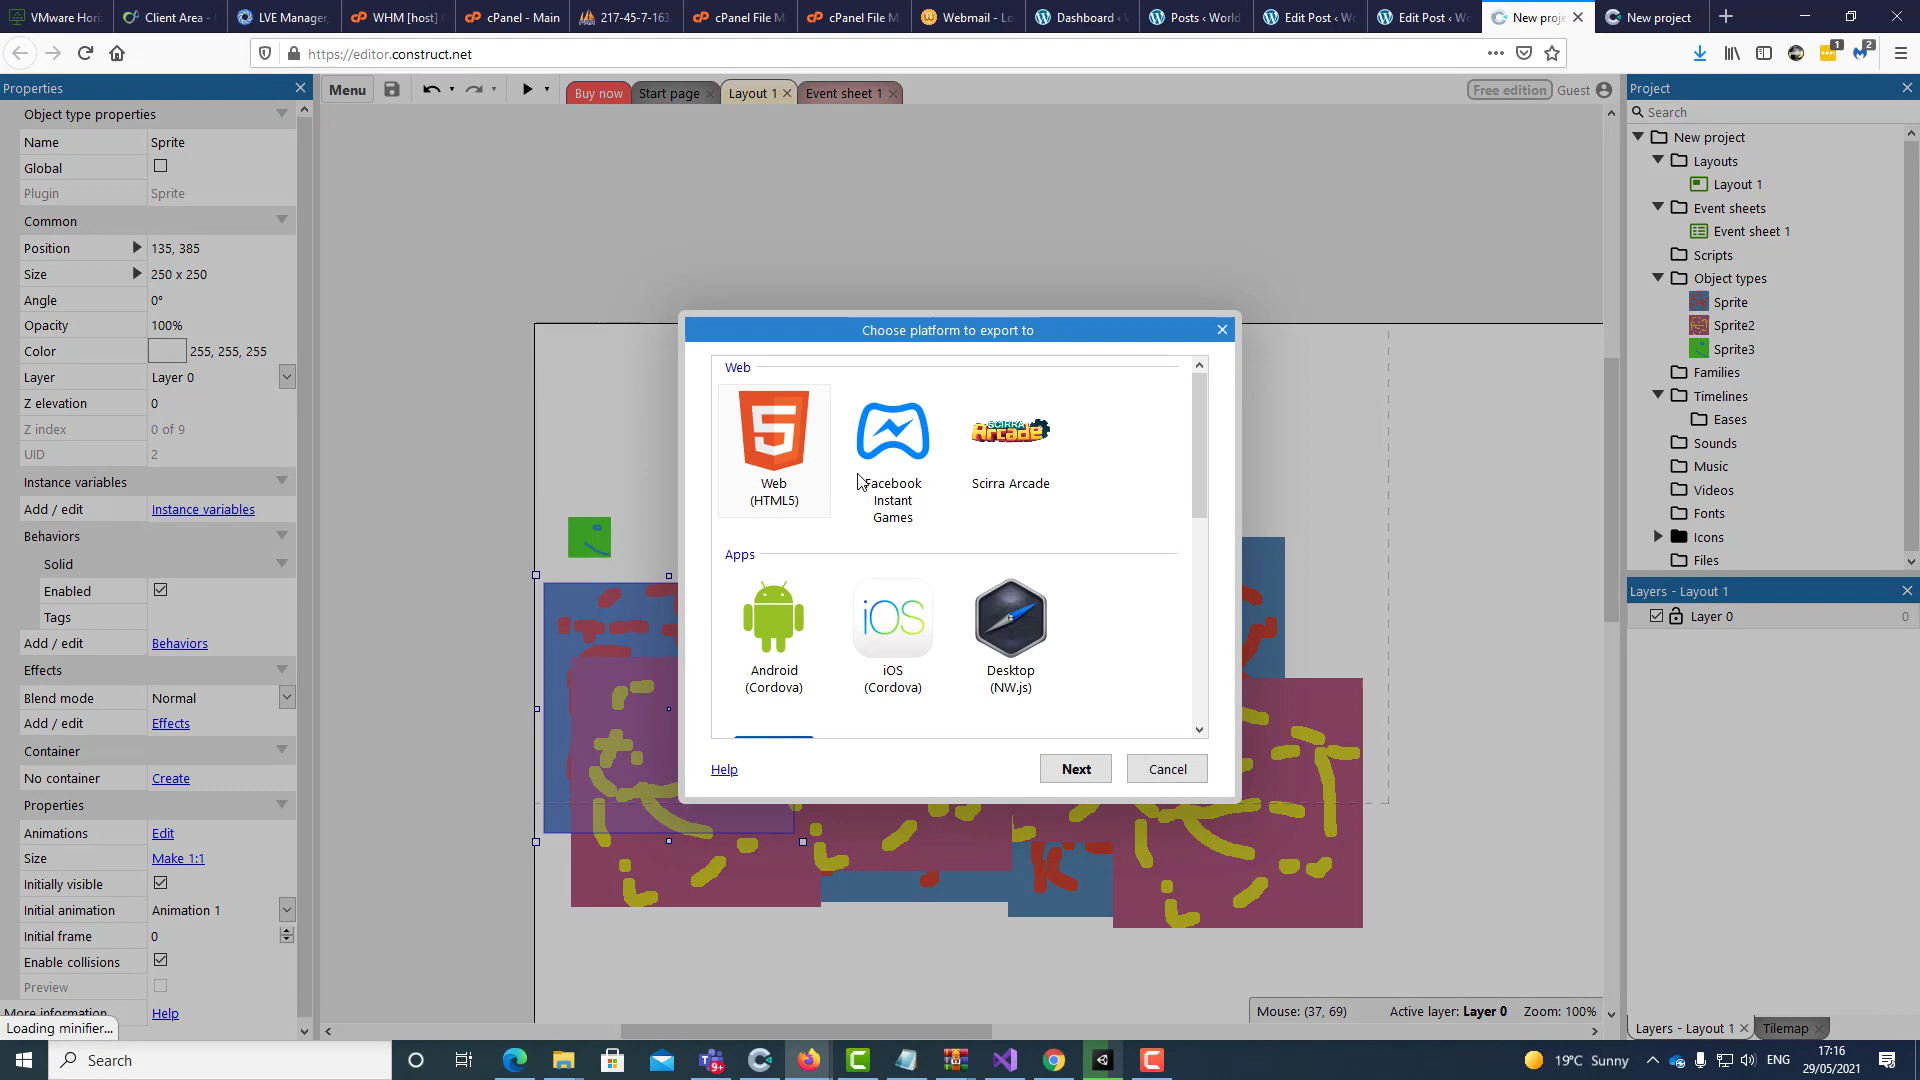 VMware Hori
Client Area -
LVE Manager,
WHM [host]
cPanel - Main
217-45-7-163
cPanel File M
cPanel File M
Webmail - Lo
Dashboard ‹
Posts ‹ World
Edit Post ‹ Wo
Edit Post ‹ Wo
New proje
New project
https://editor.construct.net
1
2
Properties
Menu
Buy now
Start page
Layout 1
Event sheet 1
Free edition
Guest
Project
Object type properties
Name Sprite
Global
Plugin Sprite
Common
Position 135, 385
Size 250 x 250
Angle 0°
Opacity 100%
Color 255, 255, 255
Layer Layer 0
Z elevation 0
Z index 0 of 9
UID 2
Instance variables
Add / edit Instance variables
Behaviors
Solid
Enabled
Tags
Add / edit Behaviors
Effects
Blend mode Normal
Add / edit Effects
Container
No container Create
Properties
Animations Edit
Size Make 1:1
Initially visible
Initial animation Animation 1
Initial frame 0
Enable collisions
Preview
More information Help
Loading minifier...
Choose platform to export to
Web
5
Web
(HTML5)
Facebook
Instant
Games
SCIRRA
Arcade
Scirra Arcade
Apps
Android
(Cordova)
iOS
iOS
(Cordova)
Desktop
(NW.js)
Help
Next
Cancel
Search
New project
Layouts
Layout 1
Event sheets
Event sheet 1
Scripts
Object types
Sprite
Sprite2
Sprite3
Families
Timelines
Eases
Sounds
Music
Videos
Fonts
Icons
Files
Layers - Layout 1
Layer 0
0
Mouse: (37, 69)
Active layer: Layer 0
Zoom: 100%
Layers - Layout 1
Tilemap
Search
9+
19°C Sunny
ENG
17:16
29/05/2021